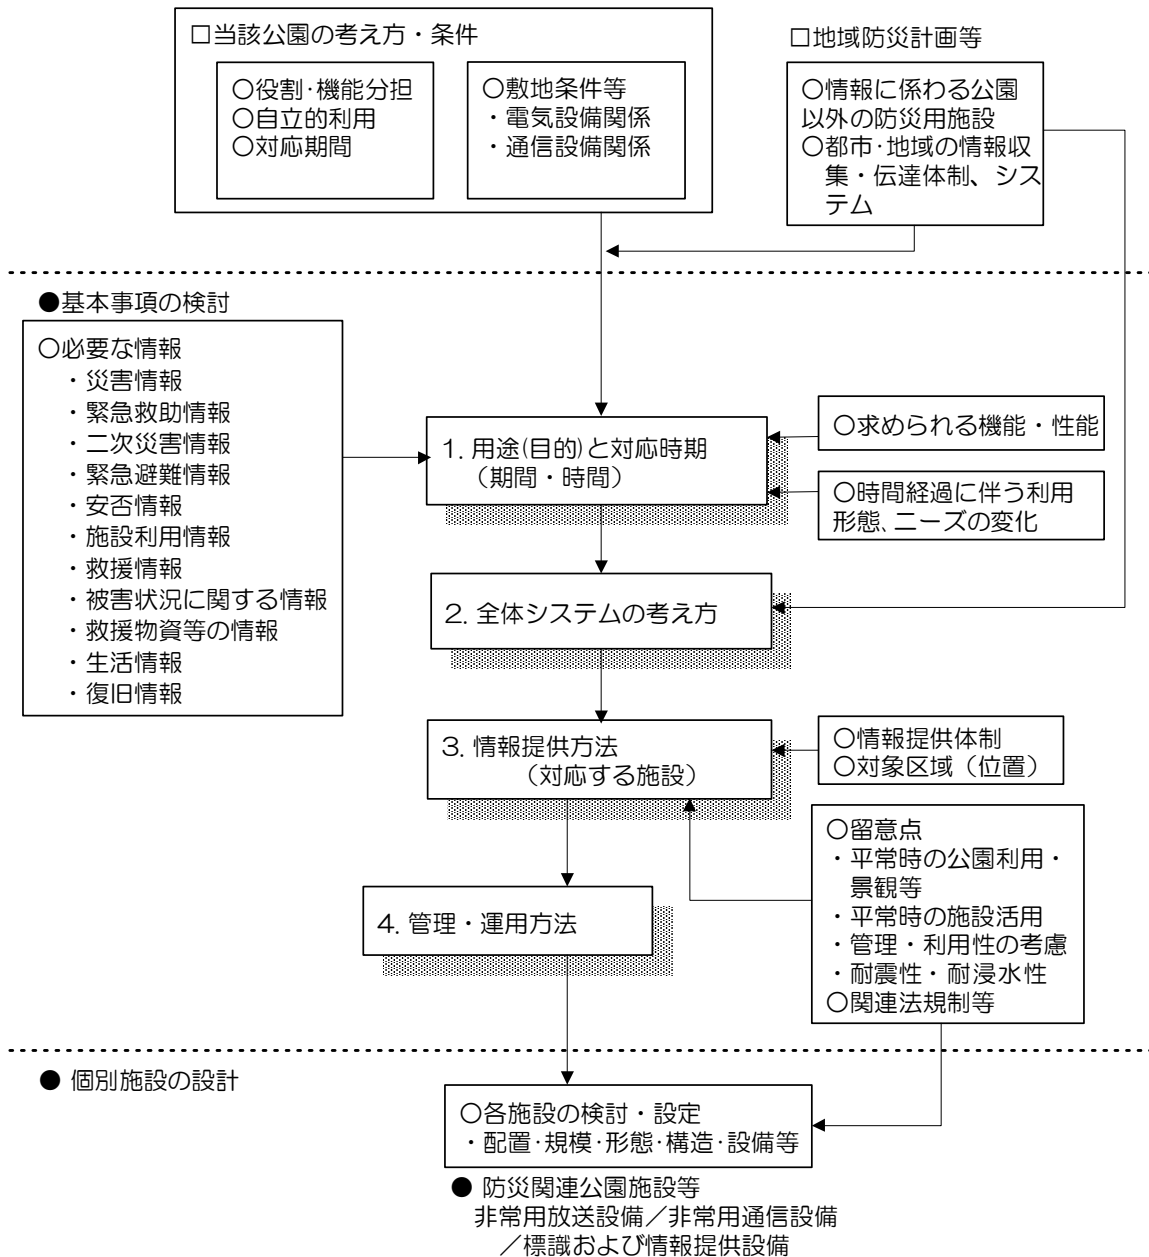 □当該公園の考え方・条件
○役割・機能分担
○自立的利用
○対応期間
○敷地条件等
・電気設備関係
・通信設備関係
□地域防災計画等
○情報に係わる公園
以外の防災用施設
○都市・地域の情報収
集・伝達体制、シス
テム
●基本事項の検討
○必要な情報
・災害情報
・緊急救助情報
・二次災害情報
・緊急避難情報
・安否情報
・施設利用情報
・救援情報
・被害状況に関する情報
・救援物資等の情報
・生活情報
・復旧情報
1. 用途(目的)と対応時期
（期間・時間）
○求められる機能・性能
○時間経過に伴う利用
形態、ニーズの変化
2. 全体システムの考え方
3. 情報提供方法
（対応する施設）
○情報提供体制
○対象区域（位置）
○留意点
・平常時の公園利用・
景観等
・平常時の施設活用
・管理・利用性の考慮
・耐震性・耐浸水性
○関連法規制等
4. 管理・運用方法
● 個別施設の設計
○各施設の検討・設定
・配置・規模・形態・構造・設備等
● 防災関連公園施設等
非常用放送設備／非常用通信設備
／標識および情報提供設備